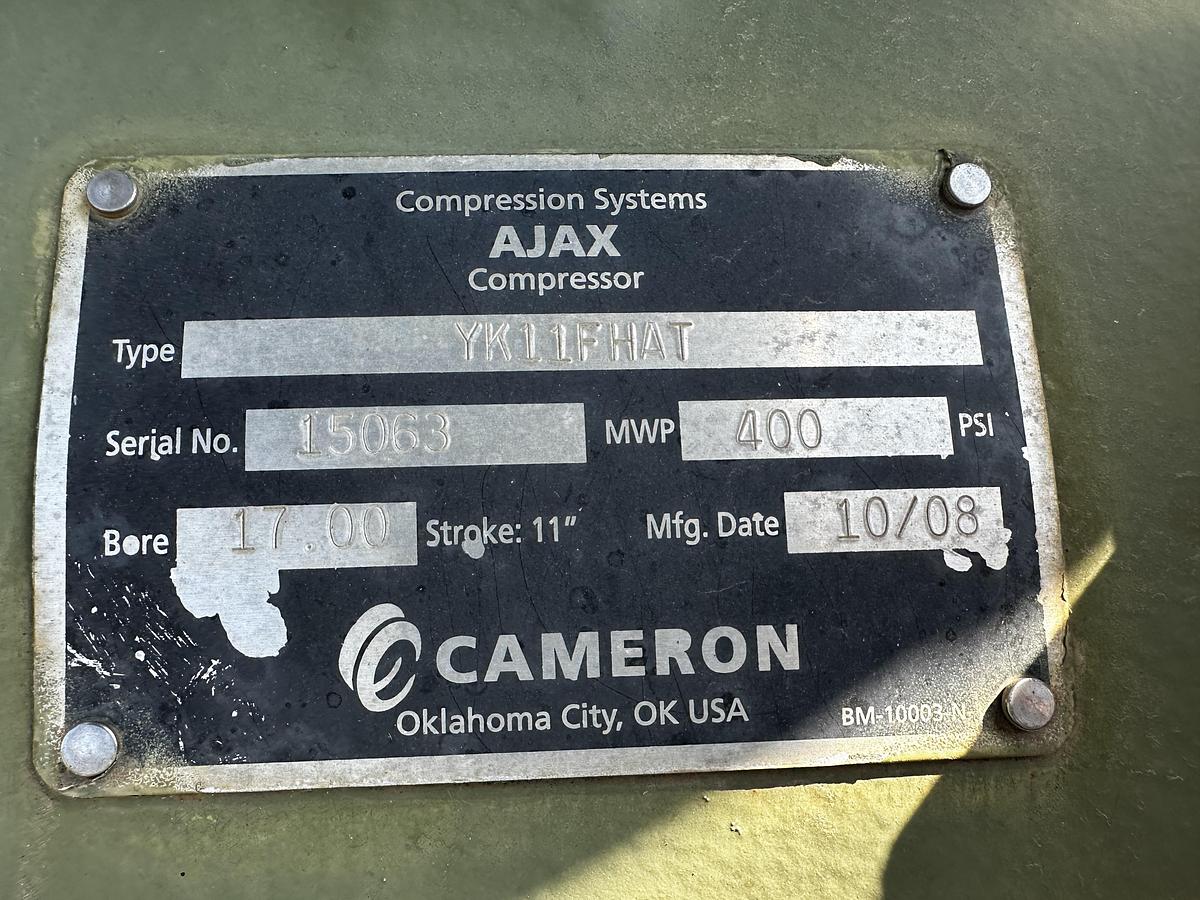 Compression Systems
AJAX
Compressor
Type YK11FHAT
Serial No. 15063 MWP 400 PSI
Bore 17.00 Stroke: 11" Mfg. Date 10/08
CAMERON
Oklahoma City, OK USA
BM-10003-N